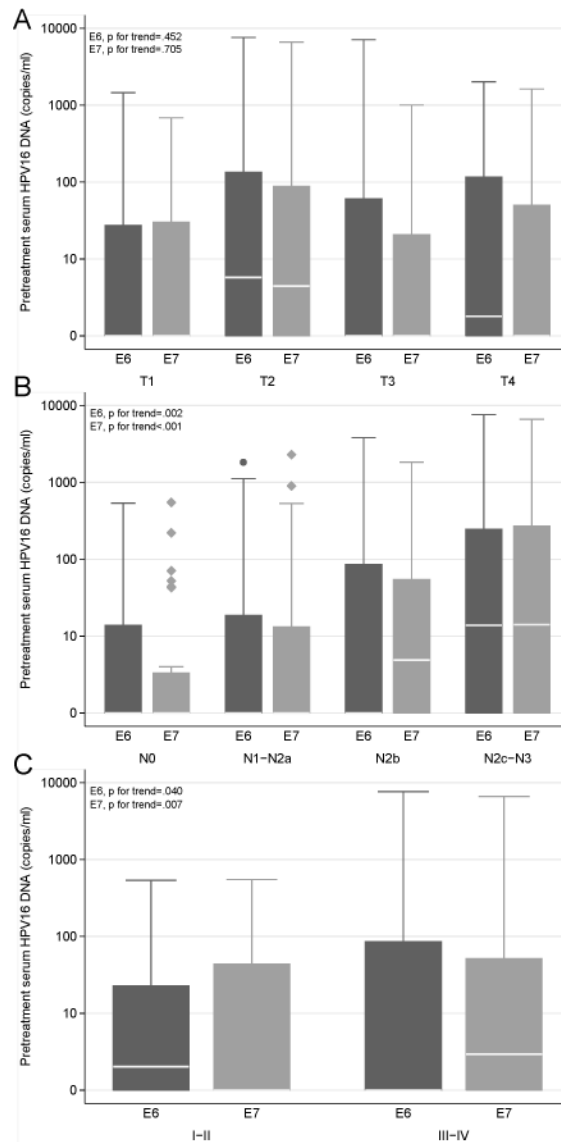 A
E6, p for trend=.452
E7, p for trend=.705
Pretreatment serum HPV16 DNA (copies/ml)
10000
1000
100
10
0
E6 E7 E6 E7 E6 E7 E6 E7
T1 T2 T3 T4
B
E6, p for trend=.002
E7, p for trend<.001
Pretreatment serum HPV16 DNA (copies/ml)
10000
1000
100
10
0
E6 E7 E6 E7 E6 E7 E6 E7
N0 N1-N2a N2b N2c-N3
C
E6, p for trend=.040
E7, p for trend=.007
Pretreatment serum HPV16 DNA (copies/ml)
10000
1000
100
10
0
E6 E7 E6 E7
I-II III-IV